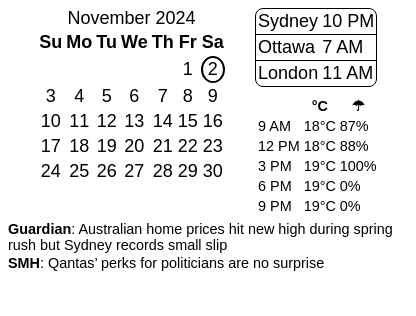 November 2024
Su Mo Tu We Th Fr Sa
1 2
3 4 5 6 7 8 9
10 11 12 13 14 15 16
17 18 19 20 21 22 23
24 25 26 27 28 29 30
Sydney 10 PM
Ottawa 7 AM
London 11 AM
°C ☂
9 AM 18°C 87%
12 PM 18°C 88%
3 PM 19°C 100%
6 PM 19°C 0%
9 PM 19°C 0%
Guardian: Australian home prices hit new high during spring
rush but Sydney records small slip
SMH: Qantas’ perks for politicians are no surprise